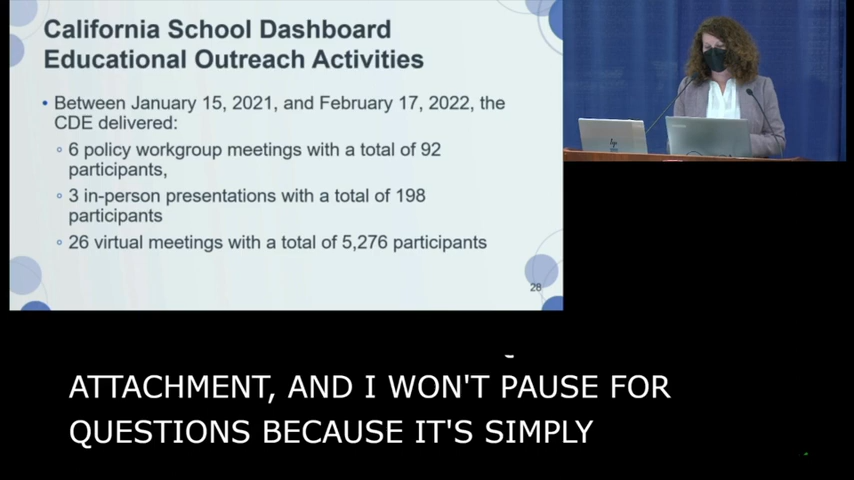 California School Dashboard
Educational Outreach Activities
• Between January 15, 2021, and February 17, 2022, the
CDE delivered:
◦ 6 policy workgroup meetings with a total of 92
participants,
◦ 3 in-person presentations with a total of 198
participants
◦ 26 virtual meetings with a total of 5,276 participants
28
hp
ATTACHMENT, AND I WON'T PAUSE FOR
QUESTIONS BECAUSE IT'S SIMPLY